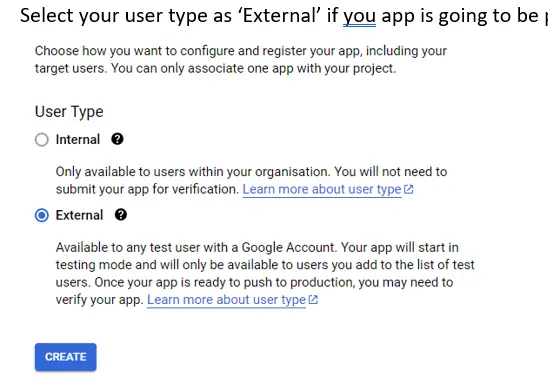 Select your user type as ‘External’ if you app is going to be
Choose how you want to configure and register your app, including your
target users. You can only associate one app with your project.
User Type
Internal
Only available to users within your organisation. You will not need to
submit your app for verification. Learn more about user type
External
Available to any test user with a Google Account. Your app will start in
testing mode and will only be available to users you add to the list of test
users. Once your app is ready to push to production, you may need to
verify your app. Learn more about user type
CREATE